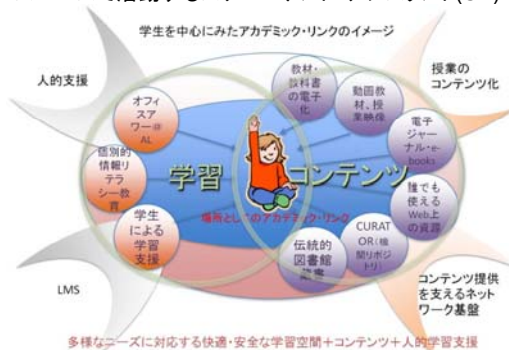 学生を中心にみたアカデミック・リンクのイメージ
人的支援
授業の
コンテンツ化
オフィ
スア
ワー@
AL
教材・
教科書
の電子
化
動画教
材、授
業映像
電子
ジャー
ナル・e-
books
個別的
情報リ
テラ
シー教
育
学習
コンテンツ
誰でも
使える
Web上
の資源
学生に
よる学
習支援
場所としてのアカデミック・リンク
伝統的
図書館
蔵書
CURAT
OR(機
関リポジ
トリ)
LMS
コンテンツ提供
を支えるネット
ワーク基盤
多様なニーズに対応する快適・安全な学習空間+コンテンツ+人的学習支援